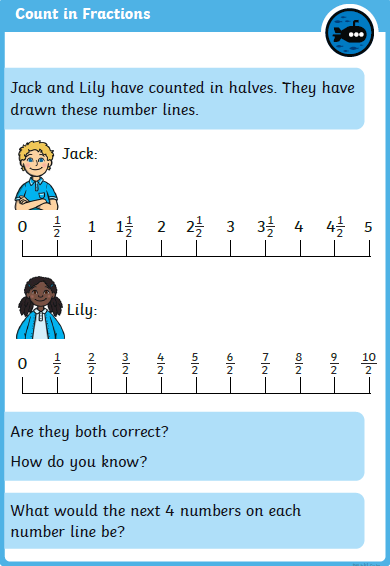 Count in Fractions
Jack and Lily have counted in halves. They have
drawn these number lines.
Jack:
0 1/2 1 1 1/2 2 2 1/2 3 3 1/2 4 4 1/2 5
Lily:
0 1/2 2/2 3/2 4/2 5/2 6/2 7/2 8/2 9/2 10/2
Are they both correct?
How do you know?
What would the next 4 numbers on each
number line be?